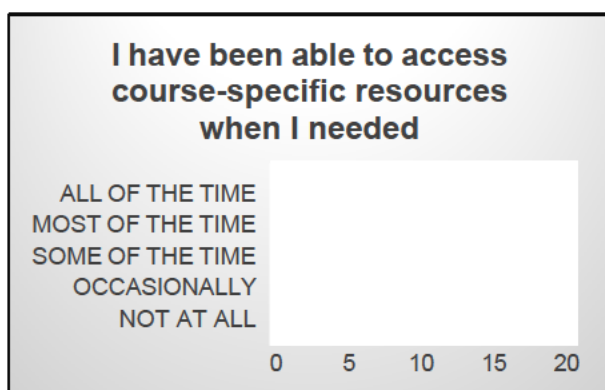 I have been able to access
course-specific resources
when I needed
ALL OF THE TIME
MOST OF THE TIME
SOME OF THE TIME
OCCASIONALLY
NOT AT ALL
0 5 10 15 20